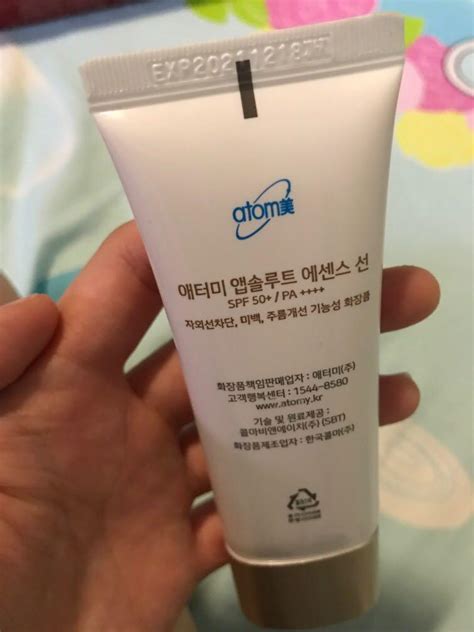 EXP20211218
atom美
애터미 앱솔루트 에센스 선
SPF 50+ / PA ++++
자외선차단, 미백, 주름개선 기능성 화장품
화장품책임판매업자 : 애터미(주)
고객행복센터 : 1544-8580
www.atomy.kr
기술 및 원료제공 :
콜마비앤에이치(주) (SBT)
화장품제조업자 : 한국콜마(주)